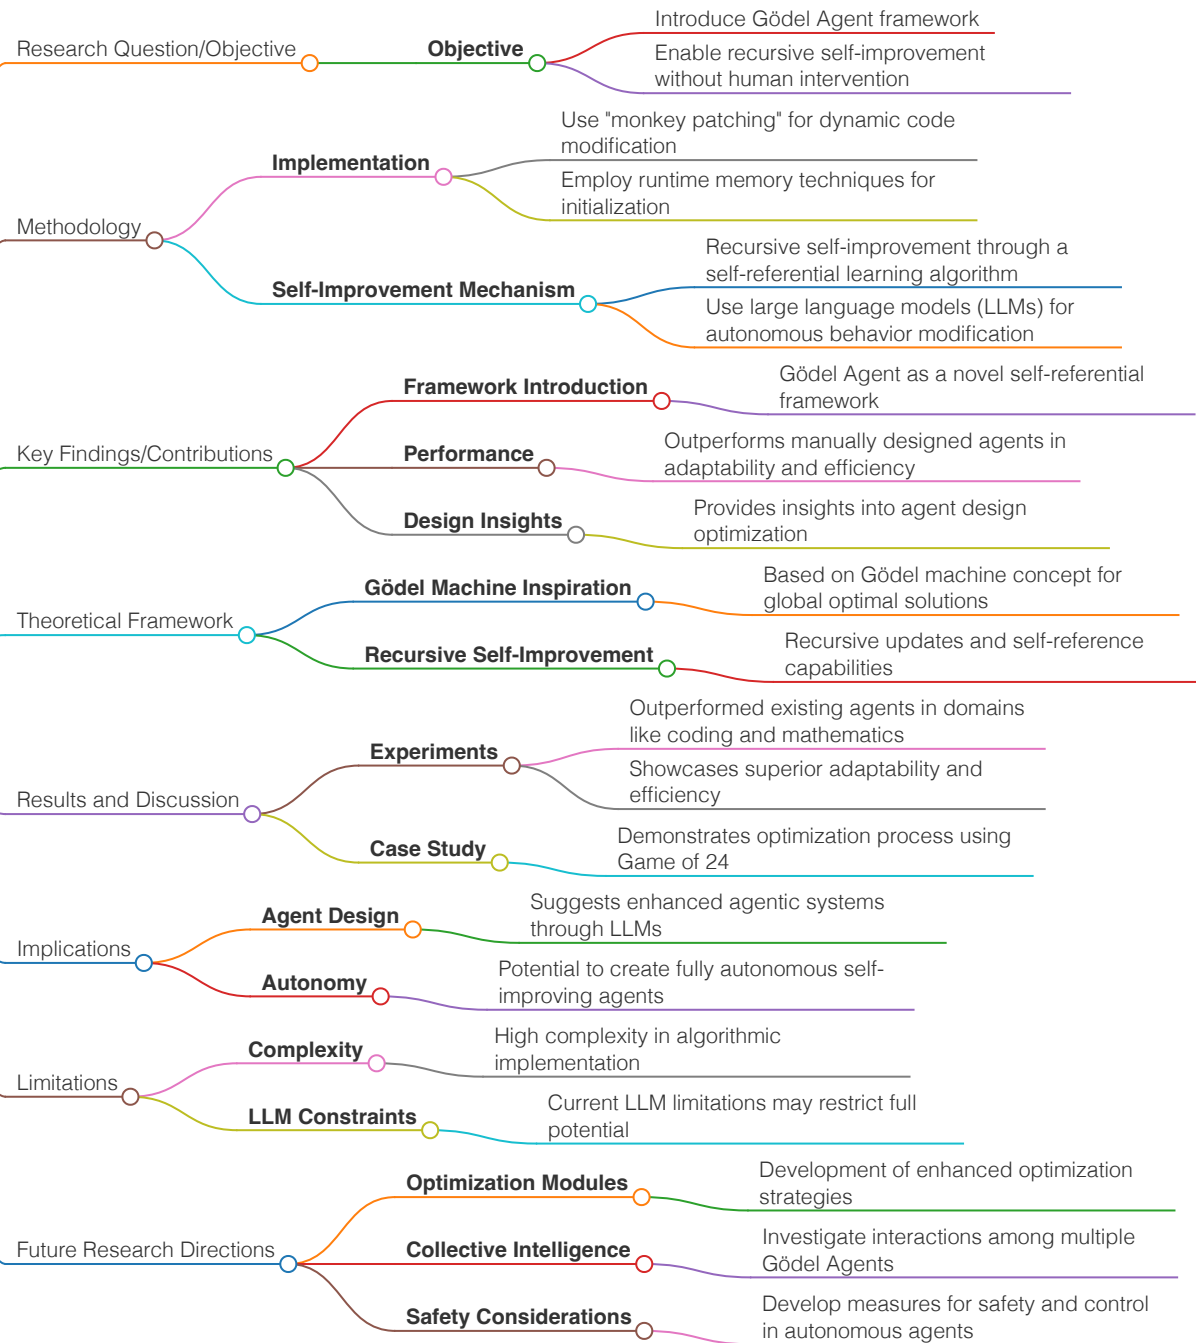 Research Question/Objective
Objective
Introduce Gödel Agent framework
Enable recursive self-improvement
without human intervention
Methodology
Implementation
Use "monkey patching" for dynamic code
modification
Employ runtime memory techniques for
initialization
Self-Improvement Mechanism
Recursive self-improvement through a
self-referential learning algorithm
Use large language models (LLMs) for
autonomous behavior modification
Key Findings/Contributions
Framework Introduction
Gödel Agent as a novel self-referential
framework
Performance
Outperforms manually designed agents in
adaptability and efficiency
Design Insights
Provides insights into agent design
optimization
Theoretical Framework
Gödel Machine Inspiration
Based on Gödel machine concept for
global optimal solutions
Recursive Self-Improvement
Recursive updates and self-reference
capabilities
Results and Discussion
Experiments
Outperformed existing agents in domains
like coding and mathematics
Showcases superior adaptability and
efficiency
Case Study
Demonstrates optimization process using
Game of 24
Implications
Agent Design
Suggests enhanced agentic systems
through LLMs
Autonomy
Potential to create fully autonomous self-
improving agents
Limitations
Complexity
High complexity in algorithmic
implementation
LLM Constraints
Current LLM limitations may restrict full
potential
Future Research Directions
Optimization Modules
Development of enhanced optimization
strategies
Collective Intelligence
Investigate interactions among multiple
Gödel Agents
Safety Considerations
Develop measures for safety and control
in autonomous agents